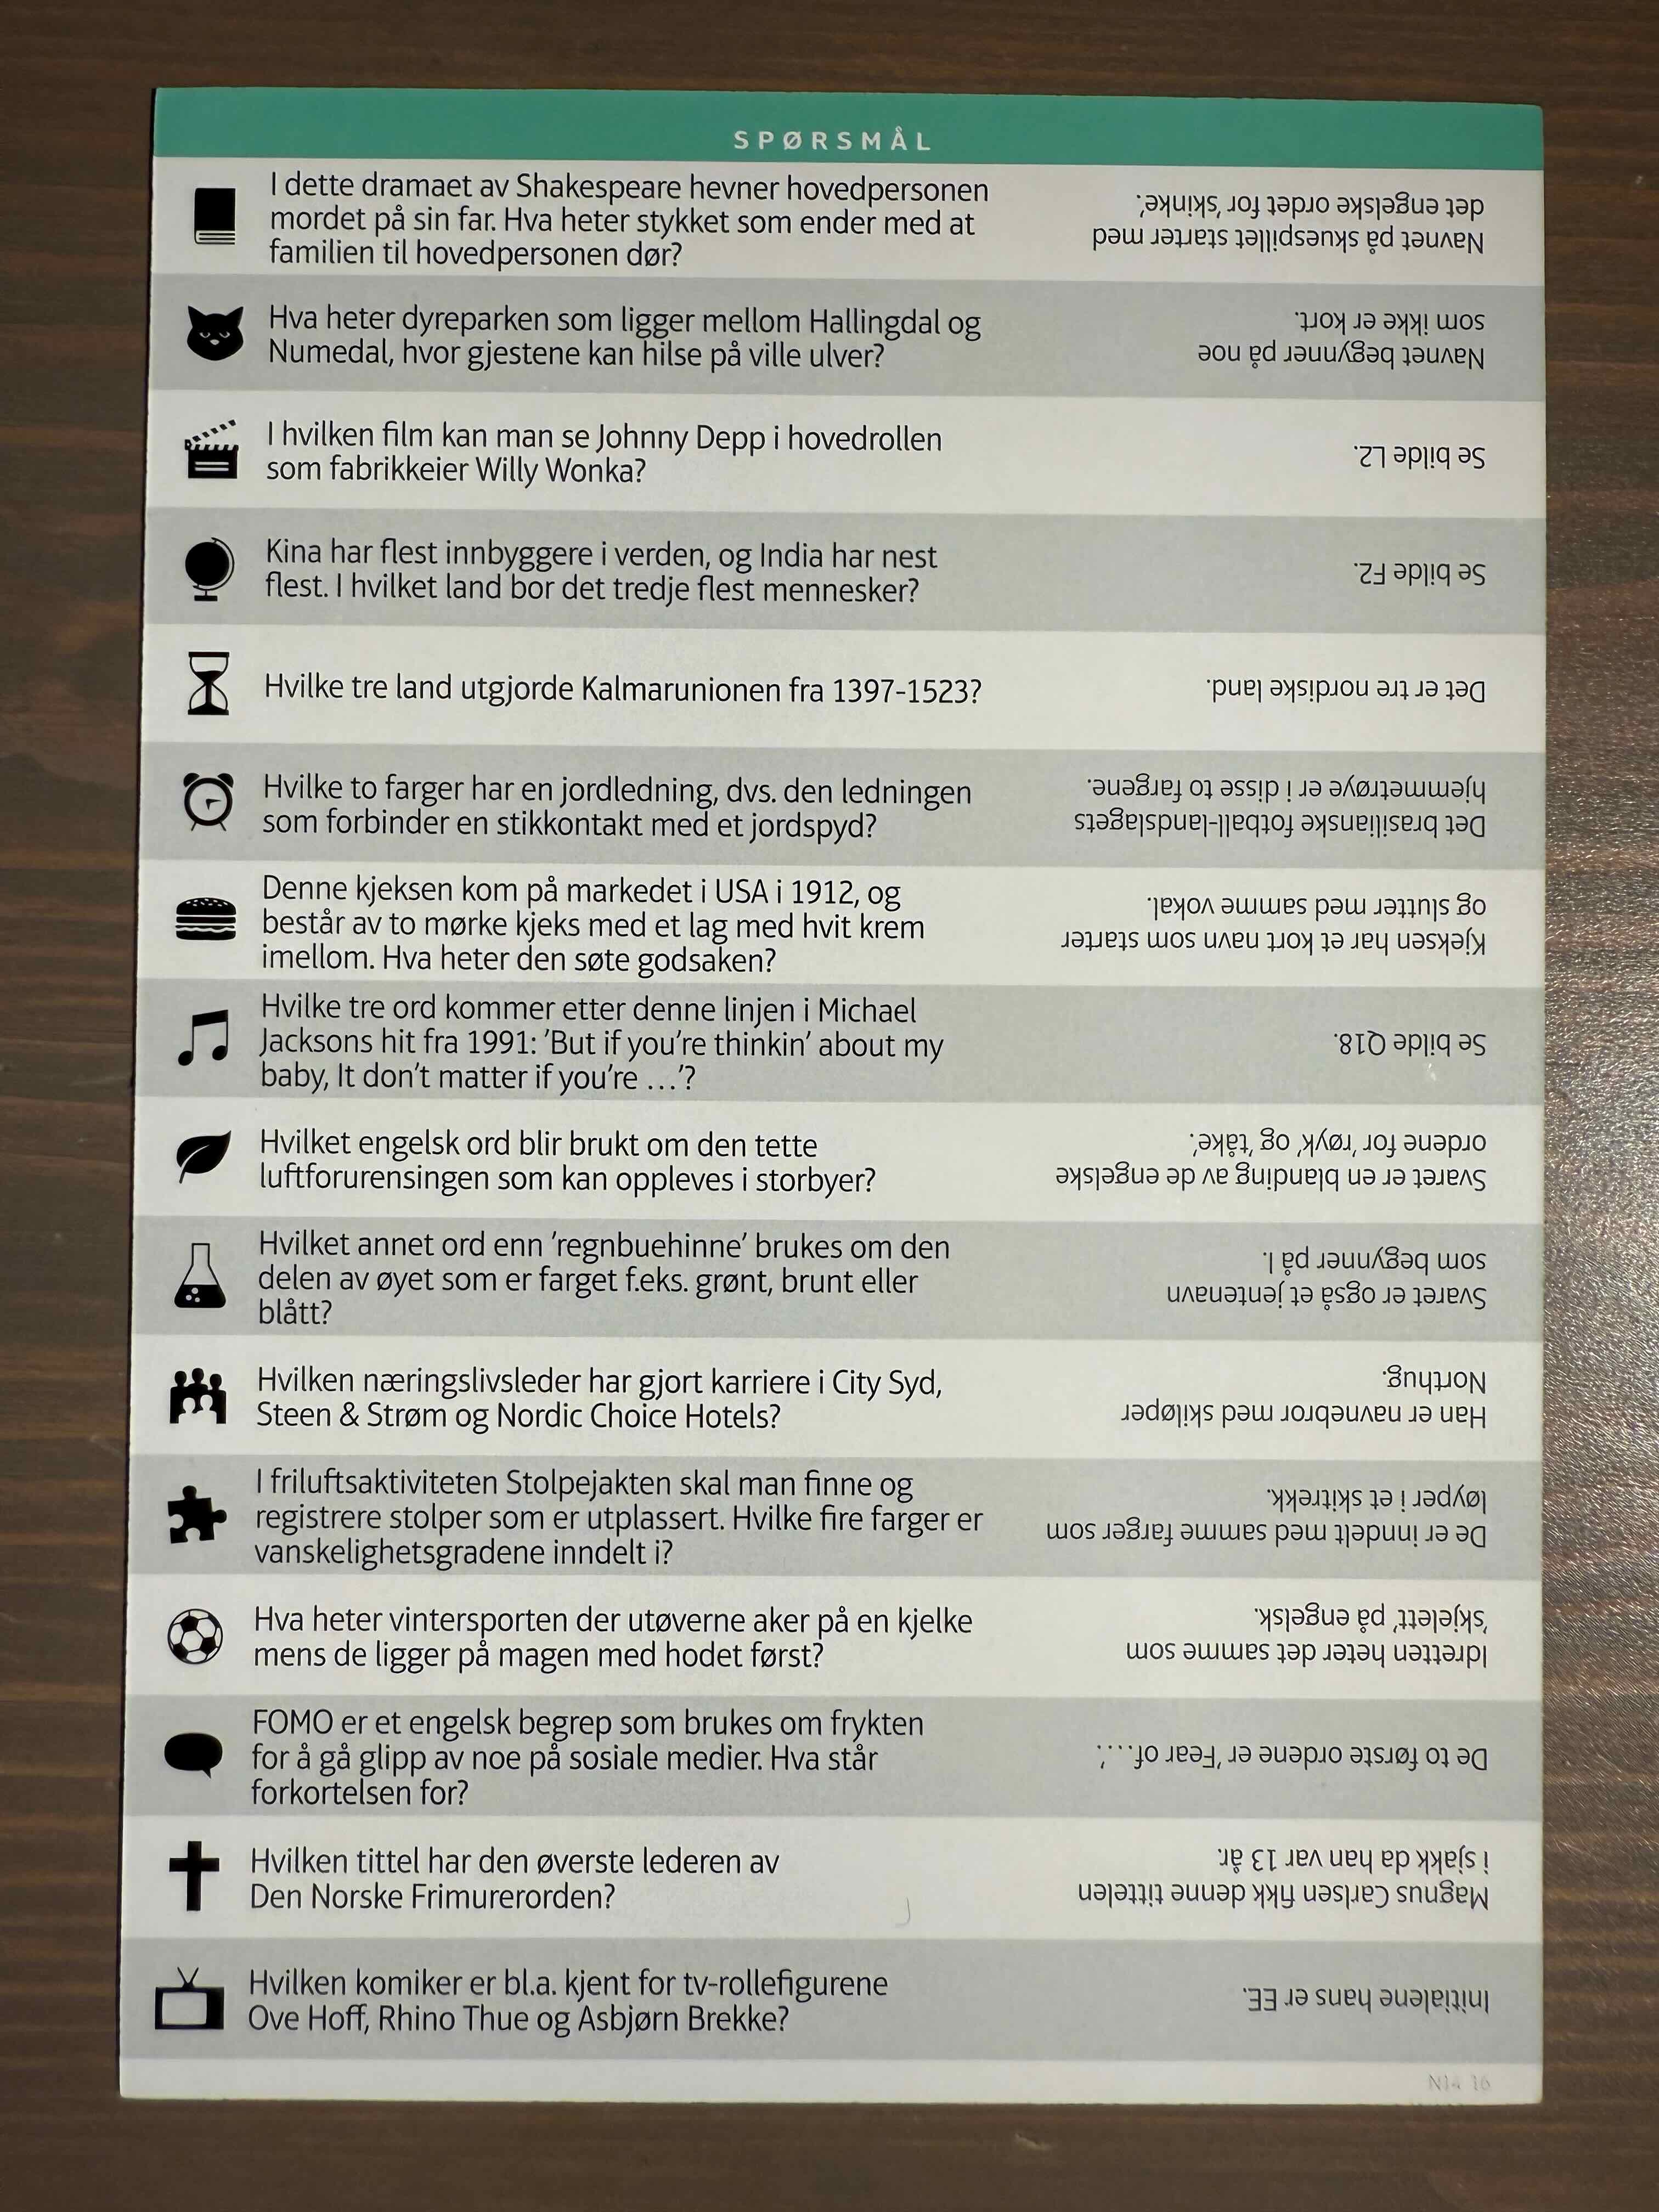 SPØRSMÅL
I dette dramaet av Shakespeare hevner hovedpersonen
mordet på sin far. Hva heter stykket som ender med at
familien til hovedpersonen dør?
Navnet på skuespillet starter med
det engelske ordet for ’skinke’.
Hva heter dyreparken som ligger mellom Hallingdal og
Numedal, hvor gjestene kan hilse på ville ulver?
Navnet begynner på noe
som ikke er kort.
I hvilken film kan man se Johnny Depp i hovedrollen
som fabrikkeier Willy Wonka?
Se bilde L2.
Kina har flest innbyggere i verden, og India har nest
flest. I hvilket land bor det tredje flest mennesker?
Se bilde F2.
Hvilke tre land utgjorde Kalmarunionen fra 1397-1523?
Det er tre nordiske land.
Hvilke to farger har en jordledning, dvs. den ledningen
som forbinder en stikkontakt med et jordspyd?
Det brasilianske fotball-landslagets
hjemmetrøye er i disse to fargene.
Denne kjeksen kom på markedet i USA i 1912, og
består av to mørke kjeks med et lag med hvit krem
imellom. Hva heter den søte godsaken?
Kjeksen har et kort navn som starter
og slutter med samme vokal.
Hvilke tre ord kommer etter denne linjen i Michael
Jacksons hit fra 1991: ’But if you’re thinkin’ about my
baby, It don’t matter if you’re …’?
Se bilde Q18.
Hvilket engelsk ord blir brukt om den tette
luftforurensingen som kan oppleves i storbyer?
Svaret er en blanding av de engelske
ordene for ’røyk’ og ’tåke’.
Hvilket annet ord enn ’regnbuehinne’ brukes om den
delen av øyet som er farget f.eks. grønt, brunt eller
blått?
Svaret er også et jentenavn
som begynner på I.
Hvilken næringslivsleder har gjort karriere i City Syd,
Steen & Strøm og Nordic Choice Hotels?
Han er navnebror med skiløper
Northug.
I friluftsaktiviteten Stolpejakten skal man finne og
registrere stolper som er utplassert. Hvilke fire farger er
vanskelighetsgradene inndelt i?
De er inndelt med samme farger som
løyper i et skitrekk.
Hva heter vintersporten der utøverne aker på en kjelke
mens de ligger på magen med hodet først?
Idretten heter det samme som
’skjelett’ på engelsk.
FOMO er et engelsk begrep som brukes om frykten
for å gå glipp av noe på sosiale medier. Hva står
forkortelsen for?
De to første ordene er ’Fear of….’.
Hvilken tittel har den øverste lederen av
Den Norske Frimurerorden?
Magnus Carlsen fikk denne tittelen
i sjakk da han var 13 år.
Hvilken komiker er bl.a. kjent for tv-rollefigurene
Ove Hoff, Rhino Thue og Asbjørn Brekke?
Initialene hans er EE.
N14 16